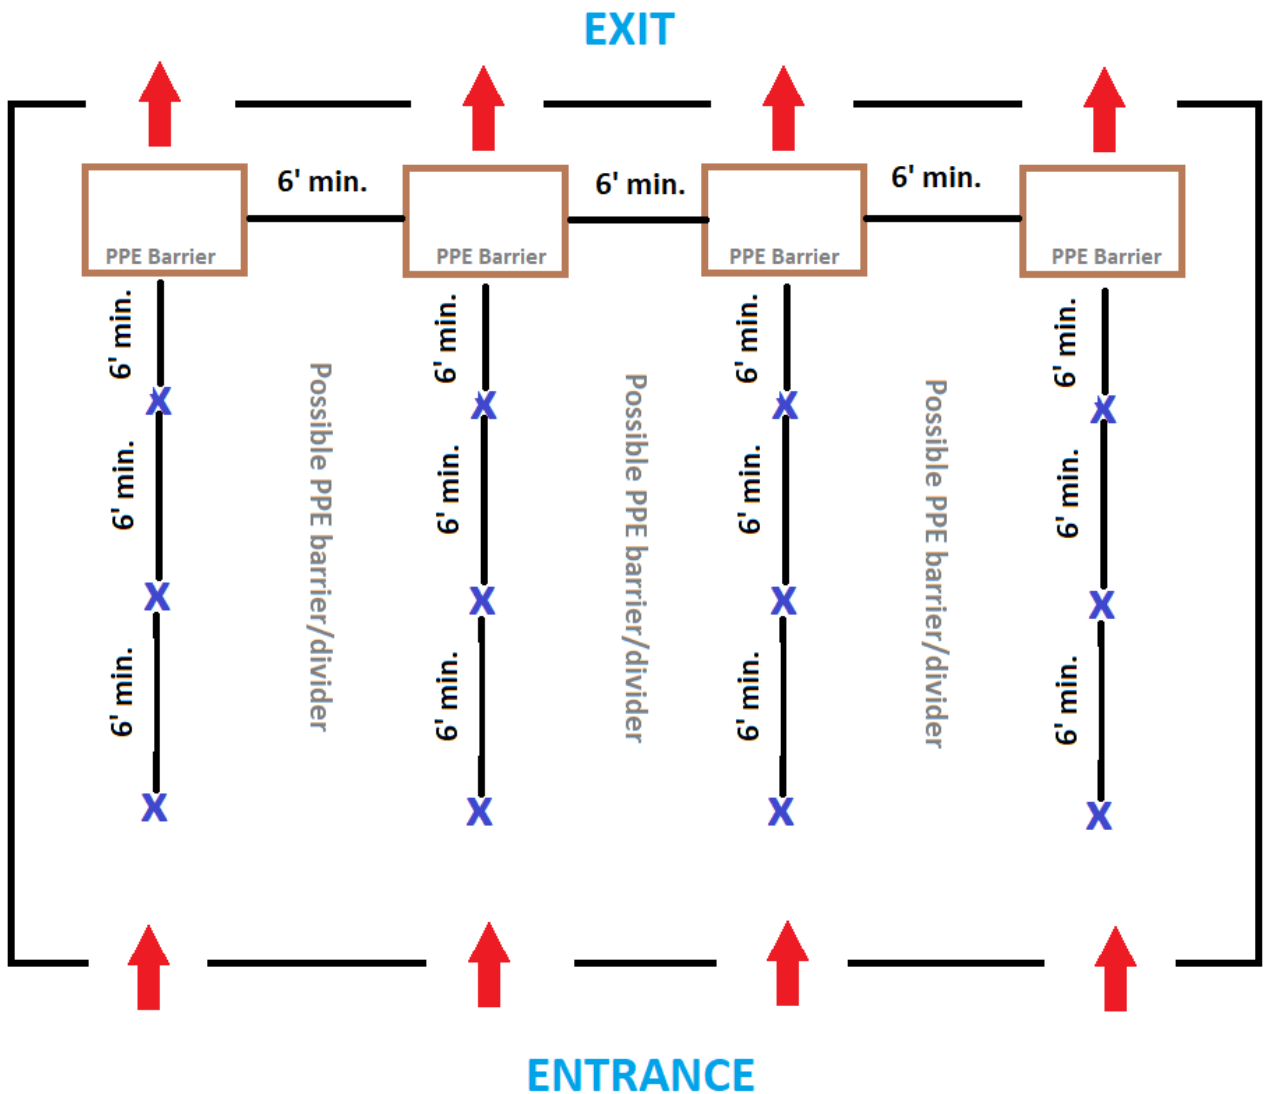 EXIT
6' min.
6' min.
6' min.
PPE Barrier
PPE Barrier
PPE Barrier
PPE Barrier
6' min.
6' min.
6' min.
6' min.
X
X
X
X
Possible PPE barrier/divider
Possible PPE barrier/divider
Possible PPE barrier/divider
6' min.
6' min.
6' min.
6' min.
X
X
X
X
6' min.
6' min.
6' min.
6' min.
X
X
X
X
ENTRANCE